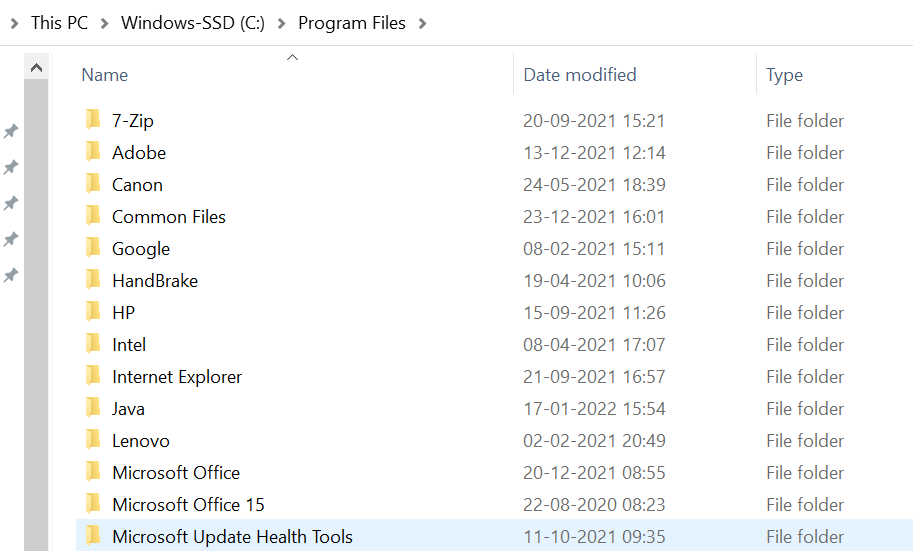 This PC > Windows-SSD (C:) > Program Files >
Name Date modified Type
7-Zip 20-09-2021 15:21 File folder
Adobe 13-12-2021 12:14 File folder
Canon 24-05-2021 18:39 File folder
Common Files 23-12-2021 16:01 File folder
Google 08-02-2021 15:11 File folder
HandBrake 19-04-2021 10:06 File folder
HP 15-09-2021 11:26 File folder
Intel 08-04-2021 17:07 File folder
Internet Explorer 21-09-2021 16:57 File folder
Java 17-01-2022 15:54 File folder
Lenovo 02-02-2021 20:49 File folder
Microsoft Office 20-12-2021 08:55 File folder
Microsoft Office 15 22-08-2020 08:23 File folder
Microsoft Update Health Tools 11-10-2021 09:35 File folder